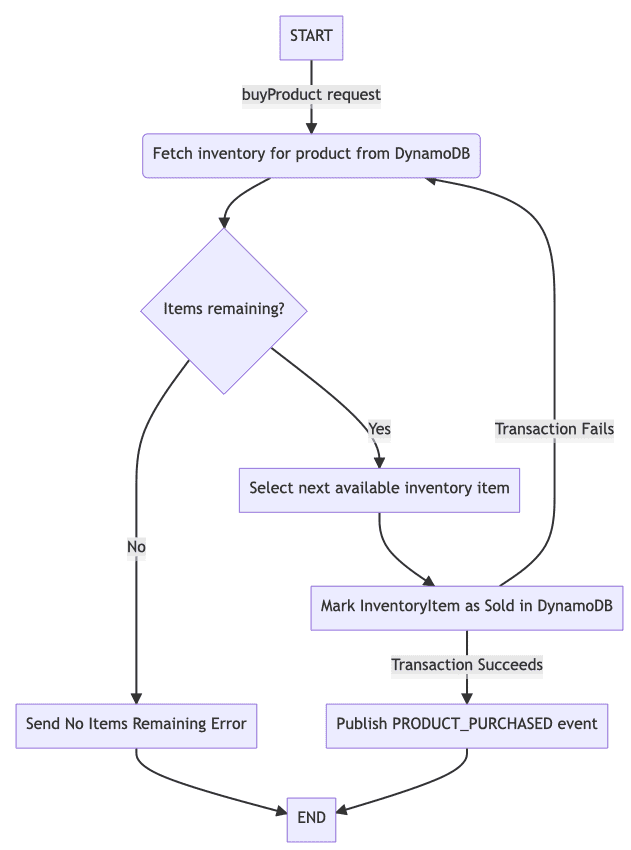 START
buyProduct request
Fetch inventory for product from DynamoDB
Items remaining?
Yes
Transaction Fails
Select next available inventory item
No
Mark InventoryItem as Sold in DynamoDB
Transaction Succeeds
Send No Items Remaining Error
Publish PRODUCT_PURCHASED event
END